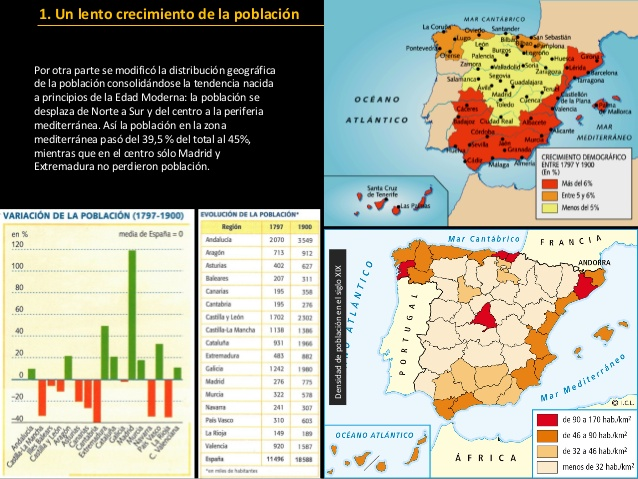 1. Un lento crecimiento de la población
Por otra parte se modificó la distribución geográfica
de la población consolidándose la tendencia nacida
a principios de la Edad Moderna: la población se
desplaza de Norte a Sur y del centro a la periferia
mediterránea. Así la población en la zona
mediterránea pasó del 39,5 % del total al 45%,
mientras que en el centro sólo Madrid y
Extremadura no perdieron población.
MAR CANTÁBRICO
La Coruña
Oviedo
Santander
San Sebastián
Bilbao
Lugo
Pamplona
León
Pontevedra
Orense
Burgos
Huesca
Gerona
Palencia
Lérida
Zamora
Valladolid
Soria
Zaragoza
Barcelona
Tarragona
Salamanca
Segovia
Guadalajara
Ávila
Madrid
Teruel
Castellón
de la Plana
Toledo
Cuenca
Valencia
Palma
de Mallorca
OCÉANO
ATLÁNTICO
Cáceres
Badajoz
Ciudad Real
Albacete
Alicante
Córdoba
Jaén
Murcia
MAR
MEDITERRÁNEO
Sevilla
Granada
Huelva
Cádiz
Málaga
Almería
Santa Cruz
de Tenerife
Las Palmas
CRECIMIENTO DEMOGRÁFICO
ENTRE 1797 Y 1900
(En %)
Más del 6%
Entre 5 y 6%
Menos del 5%
VARIACIÓN DE LA POBLACIÓN (1797-1900)
en %
media de España = 0
120
100
80
60
40
20
0
-20
-40
Andalucía
Castilla-La Mancha
Islas Baleares
Castilla y León
Aragón
Asturias
Canarias
Cantabria
Extremadura
Cataluña
Galicia
Madrid
Murcia
Navarra
País Vasco
La Rioja
C. Valenciana
EVOLUCIÓN DE LA POBLACIÓN*
Región 1797 1900
Andalucía 2070 3549
Aragón 713 912
Asturias 402 627
Baleares 207 311
Canarias 195 358
Cantabria 195 276
Castilla y León 1702 2302
Castilla-La Mancha 1138 1386
Cataluña 931 1966
Extremadura 483 882
Galicia 1242 1980
Madrid 276 775
Murcia 322 578
Navarra 241 307
País Vasco 310 603
La Rioja 149 189
Valencia 920 1587
España 11496 18588
*en miles de habitantes
Densidad de población en el siglo XIX
Mar Cantábrico
FRANCIA
ANDORRA
ATLÁNTICO
PORTUGAL
Mar Mediterráneo
© I.C.L.
OCÉANO ATLÁNTICO
ÁFRICA
de 90 a 170 hab./km²
de 46 a 90 hab./km²
de 32 a 46 hab./km²
menos de 32 hab./km²